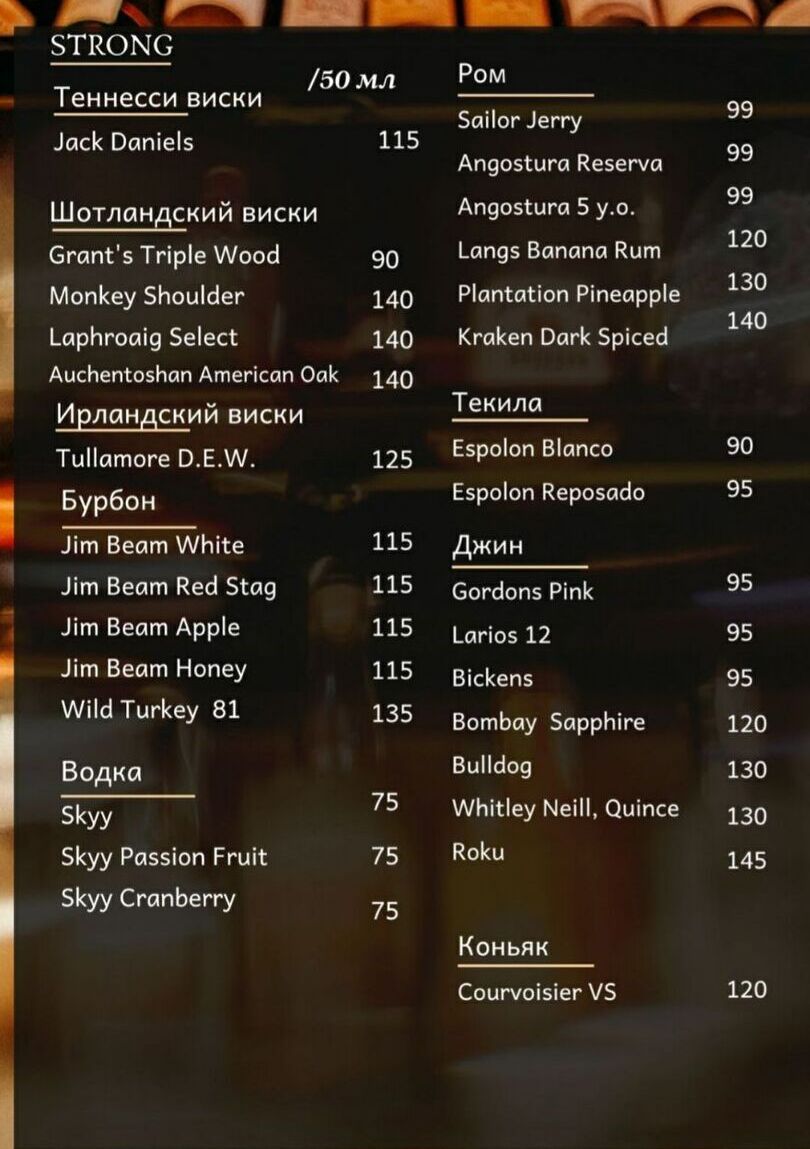 STRONG
/50 мл
Теннесси виски
Jack Daniels 115
Шотландский виски
Grant's Triple Wood 90
Monkey Shoulder 140
Laphroaig Select 140
Auchentoshan American Oak 140
Ирландский виски
Tullamore D.E.W. 125
Бурбон
Jim Beam White 115
Jim Beam Red Stag 115
Jim Beam Apple 115
Jim Beam Honey 115
Wild Turkey 81 135
Водка
Skyy 75
Skyy Passion Fruit 75
Skyy Cranberry 75
Ром
Sailor Jerry 99
Angostura Reserva 99
Angostura 5 y.o. 99
Langs Banana Rum 120
Plantation Pineapple 130
Kraken Dark Spiced 140
Текила
Espolon Blanco 90
Espolon Reposado 95
Джин
Gordons Pink 95
Larios 12 95
Bickens 95
Bombay Sapphire 120
Bulldog 130
Whitley Neill, Quince 130
Roku 145
Коньяк
Courvoisier VS 120